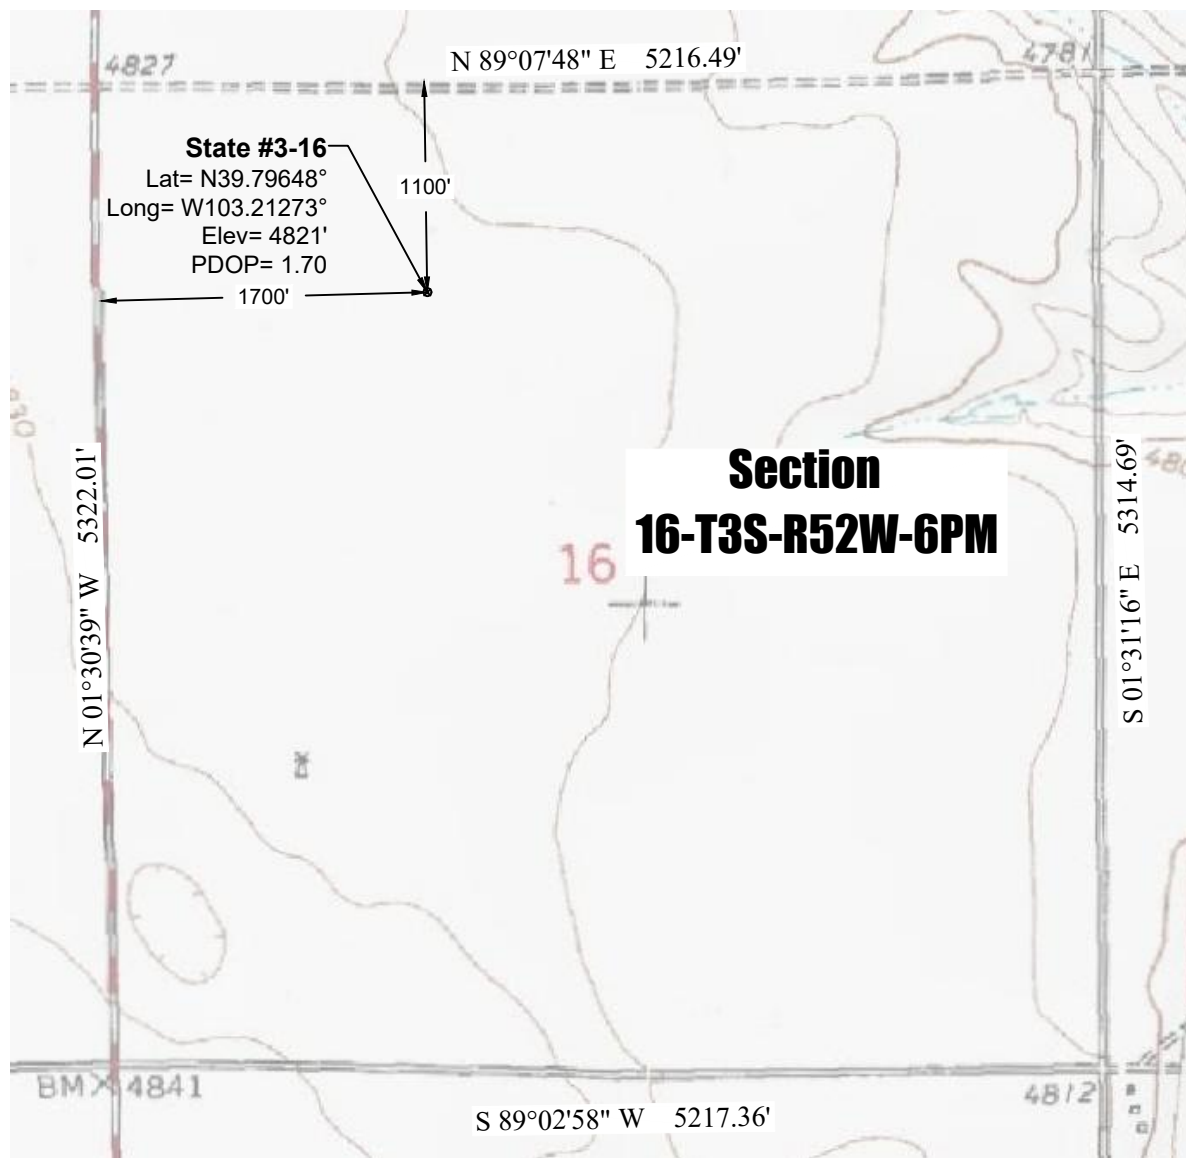 N 89°07'48" E 5216.49'
4827
4781
State #3-16
Lat= N39.79648°
Long= W103.21273°
Elev= 4821'
PDOP= 1.70
1100'
1700'
N 01°30'39" W 5322.01'
Section
16-T3S-R52W-6PM
16
S 01°31'16" E 5314.69'
BM 4841
4812
S 89°02'58" W 5217.36'